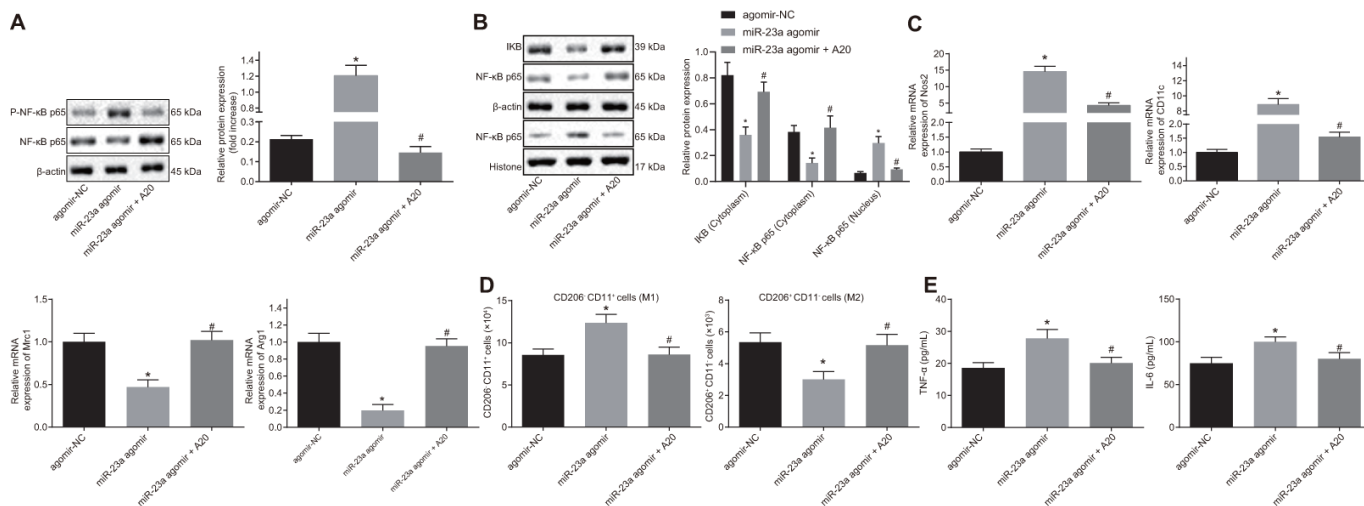 A
P-NF-κB p65
65 kDa
NF-κB p65
65 kDa
β-actin
45 kDa
agomir-NC
miR-23a agomir
miR-23a agomir + A20
Relative protein expression
(fold increase)
1.5
1.0
0.5
0.3
0.2
0.1
0.0
*
#
agomir-NC
miR-23a agomir
miR-23a agomir + A20
B
IKB
39 kDa
NF-κB p65
65 kDa
β-actin
45 kDa
NF-κB p65
65 kDa
Histone
17 kDa
agomir-NC
miR-23a agomir
miR-23a agomir + A20
agomir-NC
miR-23a agomir
miR-23a agomir + A20
Relative protein expression
1.0
0.8
0.6
0.4
0.2
0.0
*
#
*
#
*
#
IKB (Cytoplasm)
NF-κB p65 (Cytoplasm)
NF-κB p65 (Nucleus)
C
Relative mRNA
expression of Nos2
20
15
10
5
2.0
1.5
1.0
0.5
0.0
*
#
agomir-NC
miR-23a agomir
miR-23a agomir + A20
Relative mRNA
expression of CD11c
12
10
8
6
4
2.0
1.5
1.0
0.5
0.0
*
#
agomir-NC
miR-23a agomir
miR-23a agomir + A20
Relative mRNA
expression of Mrc1
1.5
1.0
0.5
0.0
*
#
agomir-NC
miR-23a agomir
miR-23a agomir + A20
Relative mRNA
expression of Arg1
1.5
1.0
0.5
0.0
*
#
agomir-NC
miR-23a agomir
miR-23a agomir + A20
D
CD206⁻ CD11⁺ cells (M1)
CD206⁻ CD11⁺ cells (×10⁴)
15
10
5
0
*
#
agomir-NC
miR-23a agomir
miR-23a agomir + A20
CD206⁺ CD11⁻ cells (M2)
CD206⁺ CD11⁻ cells (×10³)
8
6
4
2
0
*
#
agomir-NC
miR-23a agomir
miR-23a agomir + A20
E
TNF-α (pg/mL)
40
30
20
10
0
*
#
agomir-NC
miR-23a agomir
miR-23a agomir + A20
IL-6 (pg/mL)
150
100
50
0
*
#
agomir-NC
miR-23a agomir
miR-23a agomir + A20